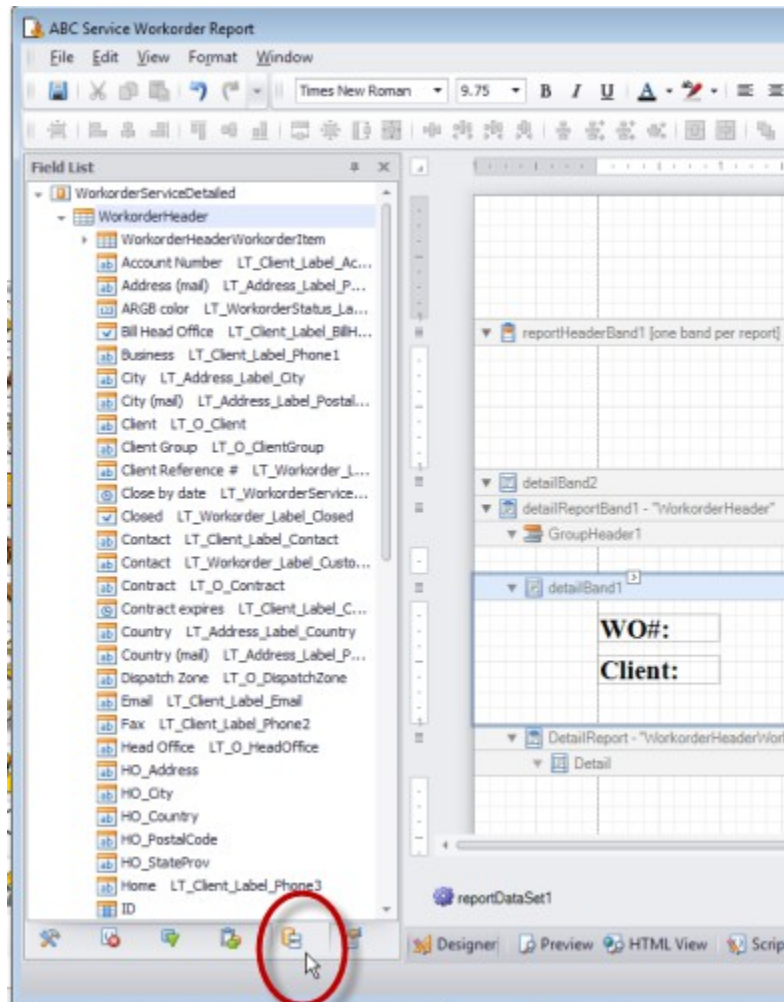 ABC Service Workorder Report
File Edit View Format Window
Times New Roman 9.75 B I U A
Field List
WorkorderServiceDetailed
WorkorderHeader
WorkorderHeaderWorkorderItem
Account Number LT_Client_Label_Ac...
Address (mail) LT_Address_Label_P...
ARGB color LT_WorkorderStatus_La...
Bill Head Office LT_Client_Label_BillH...
Business LT_Client_Label_Phone1
City LT_Address_Label_City
City (mail) LT_Address_Label_Postal...
Client LT_O_Client
Client Group LT_O_ClientGroup
Client Reference # LT_Workorder_L...
Close by date LT_WorkorderService...
Closed LT_Workorder_Label_Closed
Contact LT_Client_Label_Contact
Contact LT_Workorder_Label_Custo...
Contract LT_O_Contract
Contract expires LT_Client_Label_C...
Country LT_Address_Label_Country
Country (mail) LT_Address_Label_P...
Dispatch Zone LT_O_DispatchZone
Email LT_Client_Label_Email
Fax LT_Client_Label_Phone2
Head Office LT_O_HeadOffice
HO_Address
HO_City
HO_Country
HO_PostalCode
HO_StateProv
Home LT_Client_Label_Phone3
ID
reportHeaderBand1 [one band per report]
detailBand2
detailReportBand1 - "WorkorderHeader"
GroupHeader1
detailBand1
WO#:
Client:
DetailReport - "WorkorderHeaderWork
Detail
reportDataSet1
Designer Preview HTML View Scrip